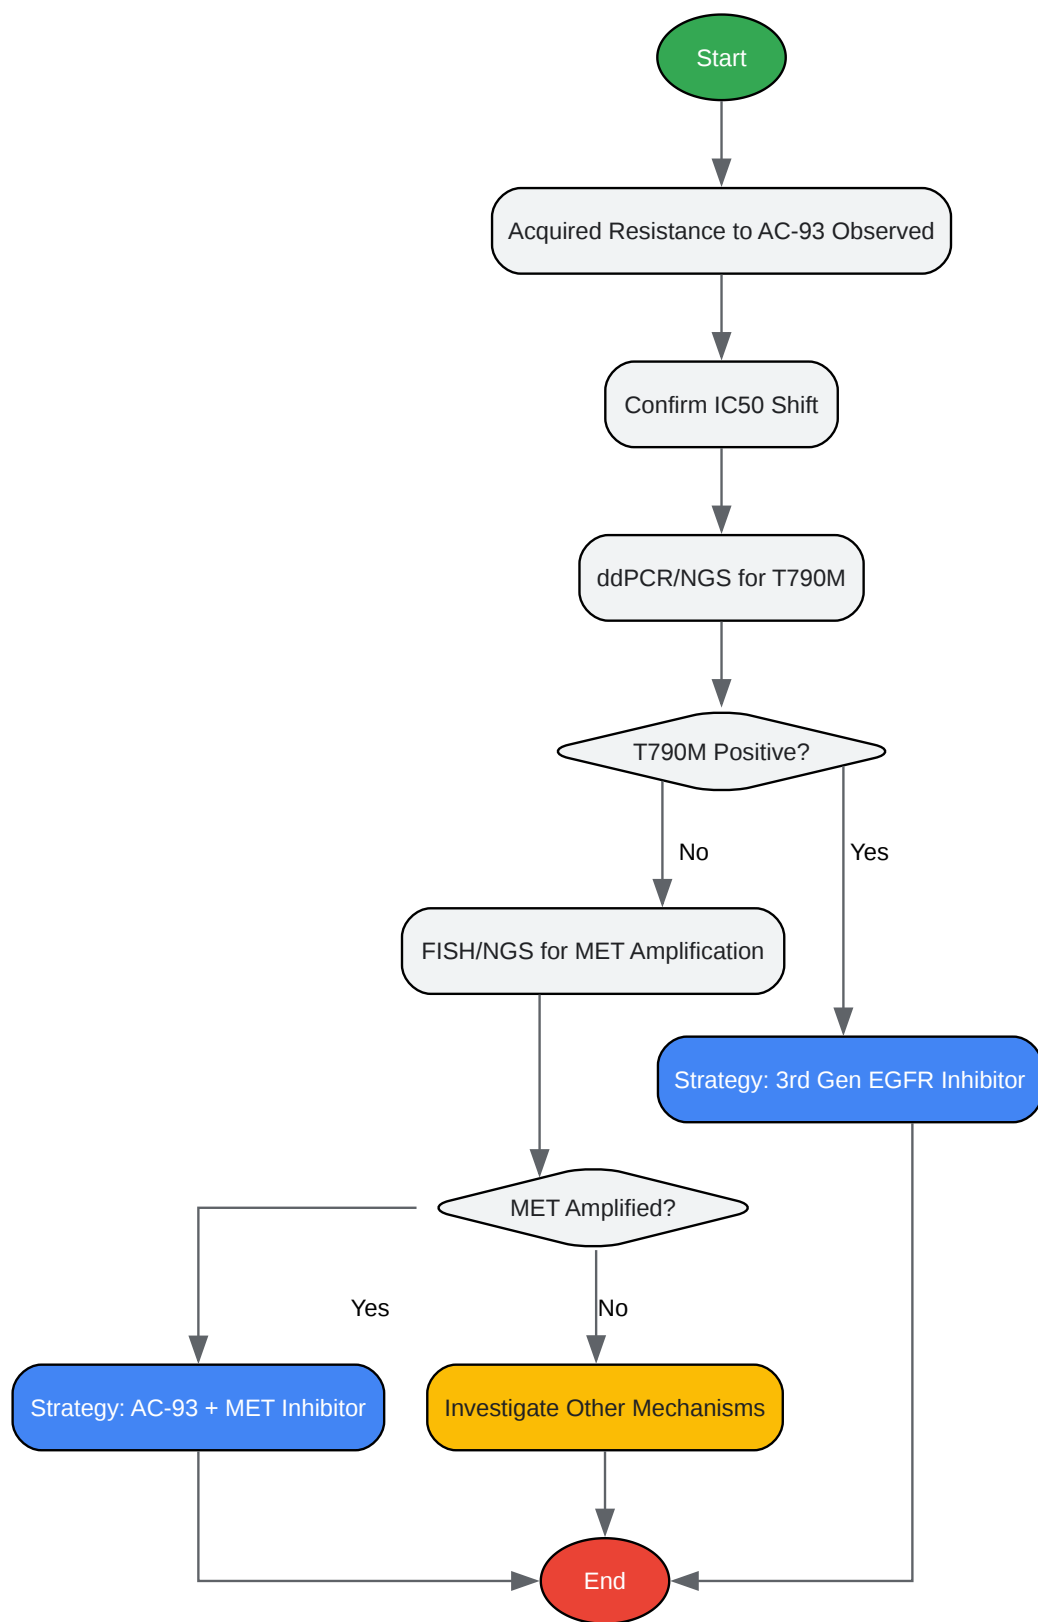 Start
Acquired Resistance to AC-93 Observed
Confirm IC50 Shift
ddPCR/NGS for T790M
T790M Positive?
No
Yes
FISH/NGS for MET Amplification
Strategy: 3rd Gen EGFR Inhibitor
MET Amplified?
Yes
No
Strategy: AC-93 + MET Inhibitor
Investigate Other Mechanisms
End